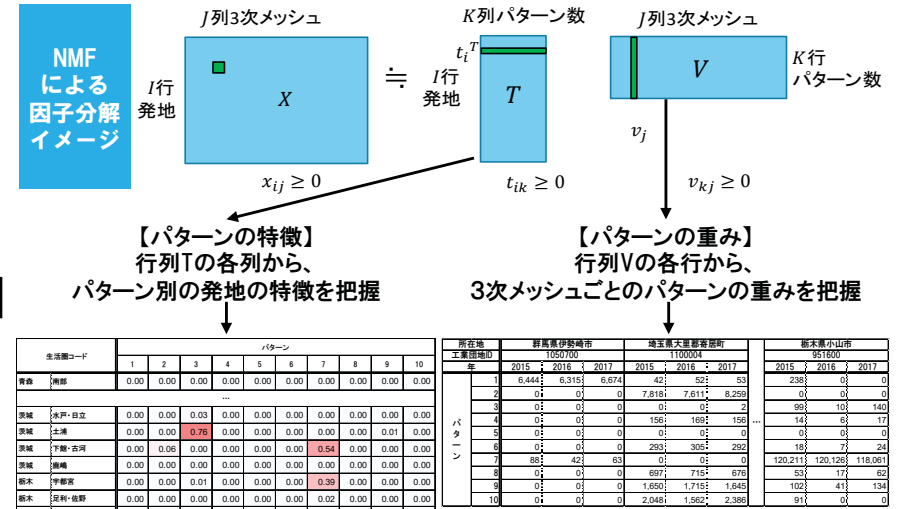 NMF
による
因子分解
イメージ
J列3次メッシュ
I行
発地
X
x_{ij} ≥ 0
≒
K列パターン数
t_i^T
I行
発地
T
t_{ik} ≥ 0
J列3次メッシュ
V
K行
パターン数
v_j
v_{kj} ≥ 0
【パターンの特徴】
行列Tの各列から、
パターン別の発地の特徴を把握
【パターンの重み】
行列Vの各行から、
3次メッシュごとのパターンの重みを把握
生活圏コード パターン
1 2 3 4 5 6 7 8 9 10
青森 南部 0.00 0.00 0.00 0.00 0.00 0.00 0.00 0.00 0.00 0.00
…
茨城 水戸・日立 0.00 0.00 0.03 0.00 0.00 0.00 0.00 0.00 0.00 0.00
茨城 土浦 0.00 0.00 0.76 0.00 0.00 0.00 0.00 0.00 0.01 0.00
茨城 下館・古河 0.00 0.06 0.00 0.00 0.00 0.00 0.54 0.00 0.00 0.00
茨城 鹿嶋 0.00 0.00 0.00 0.00 0.00 0.00 0.00 0.00 0.00 0.00
栃木 宇都宮 0.00 0.00 0.01 0.00 0.00 0.00 0.39 0.00 0.00 0.00
栃木 足利・佐野 0.00 0.00 0.00 0.00 0.00 0.00 0.02 0.00 0.00 0.00
所在地 群馬県伊勢崎市 埼玉県大里郡寄居町 栃木県小山市
工業団地ID 1050700 1100004 951600
年 2015 2016 2017 2015 2016 2017 2015 2016 2017
パターン
1 6,444 6,315 6,674 42 52 53 238 0 0
2 0 0 0 7,818 7,611 8,259 0 0 0
3 0 0 0 0 0 2 99 10 140
4 0 0 0 156 169 156 … 14 6 17
5 0 0 0 0 0 0 0 0 0
6 0 0 0 293 305 292 18 7 24
7 88 42 63 0 0 0 120,211 120,126 118,061
8 0 0 0 697 715 676 53 17 62
9 0 0 0 1,650 1,715 1,645 102 41 134
10 0 0 0 2,048 1,562 2,386 91 0 0